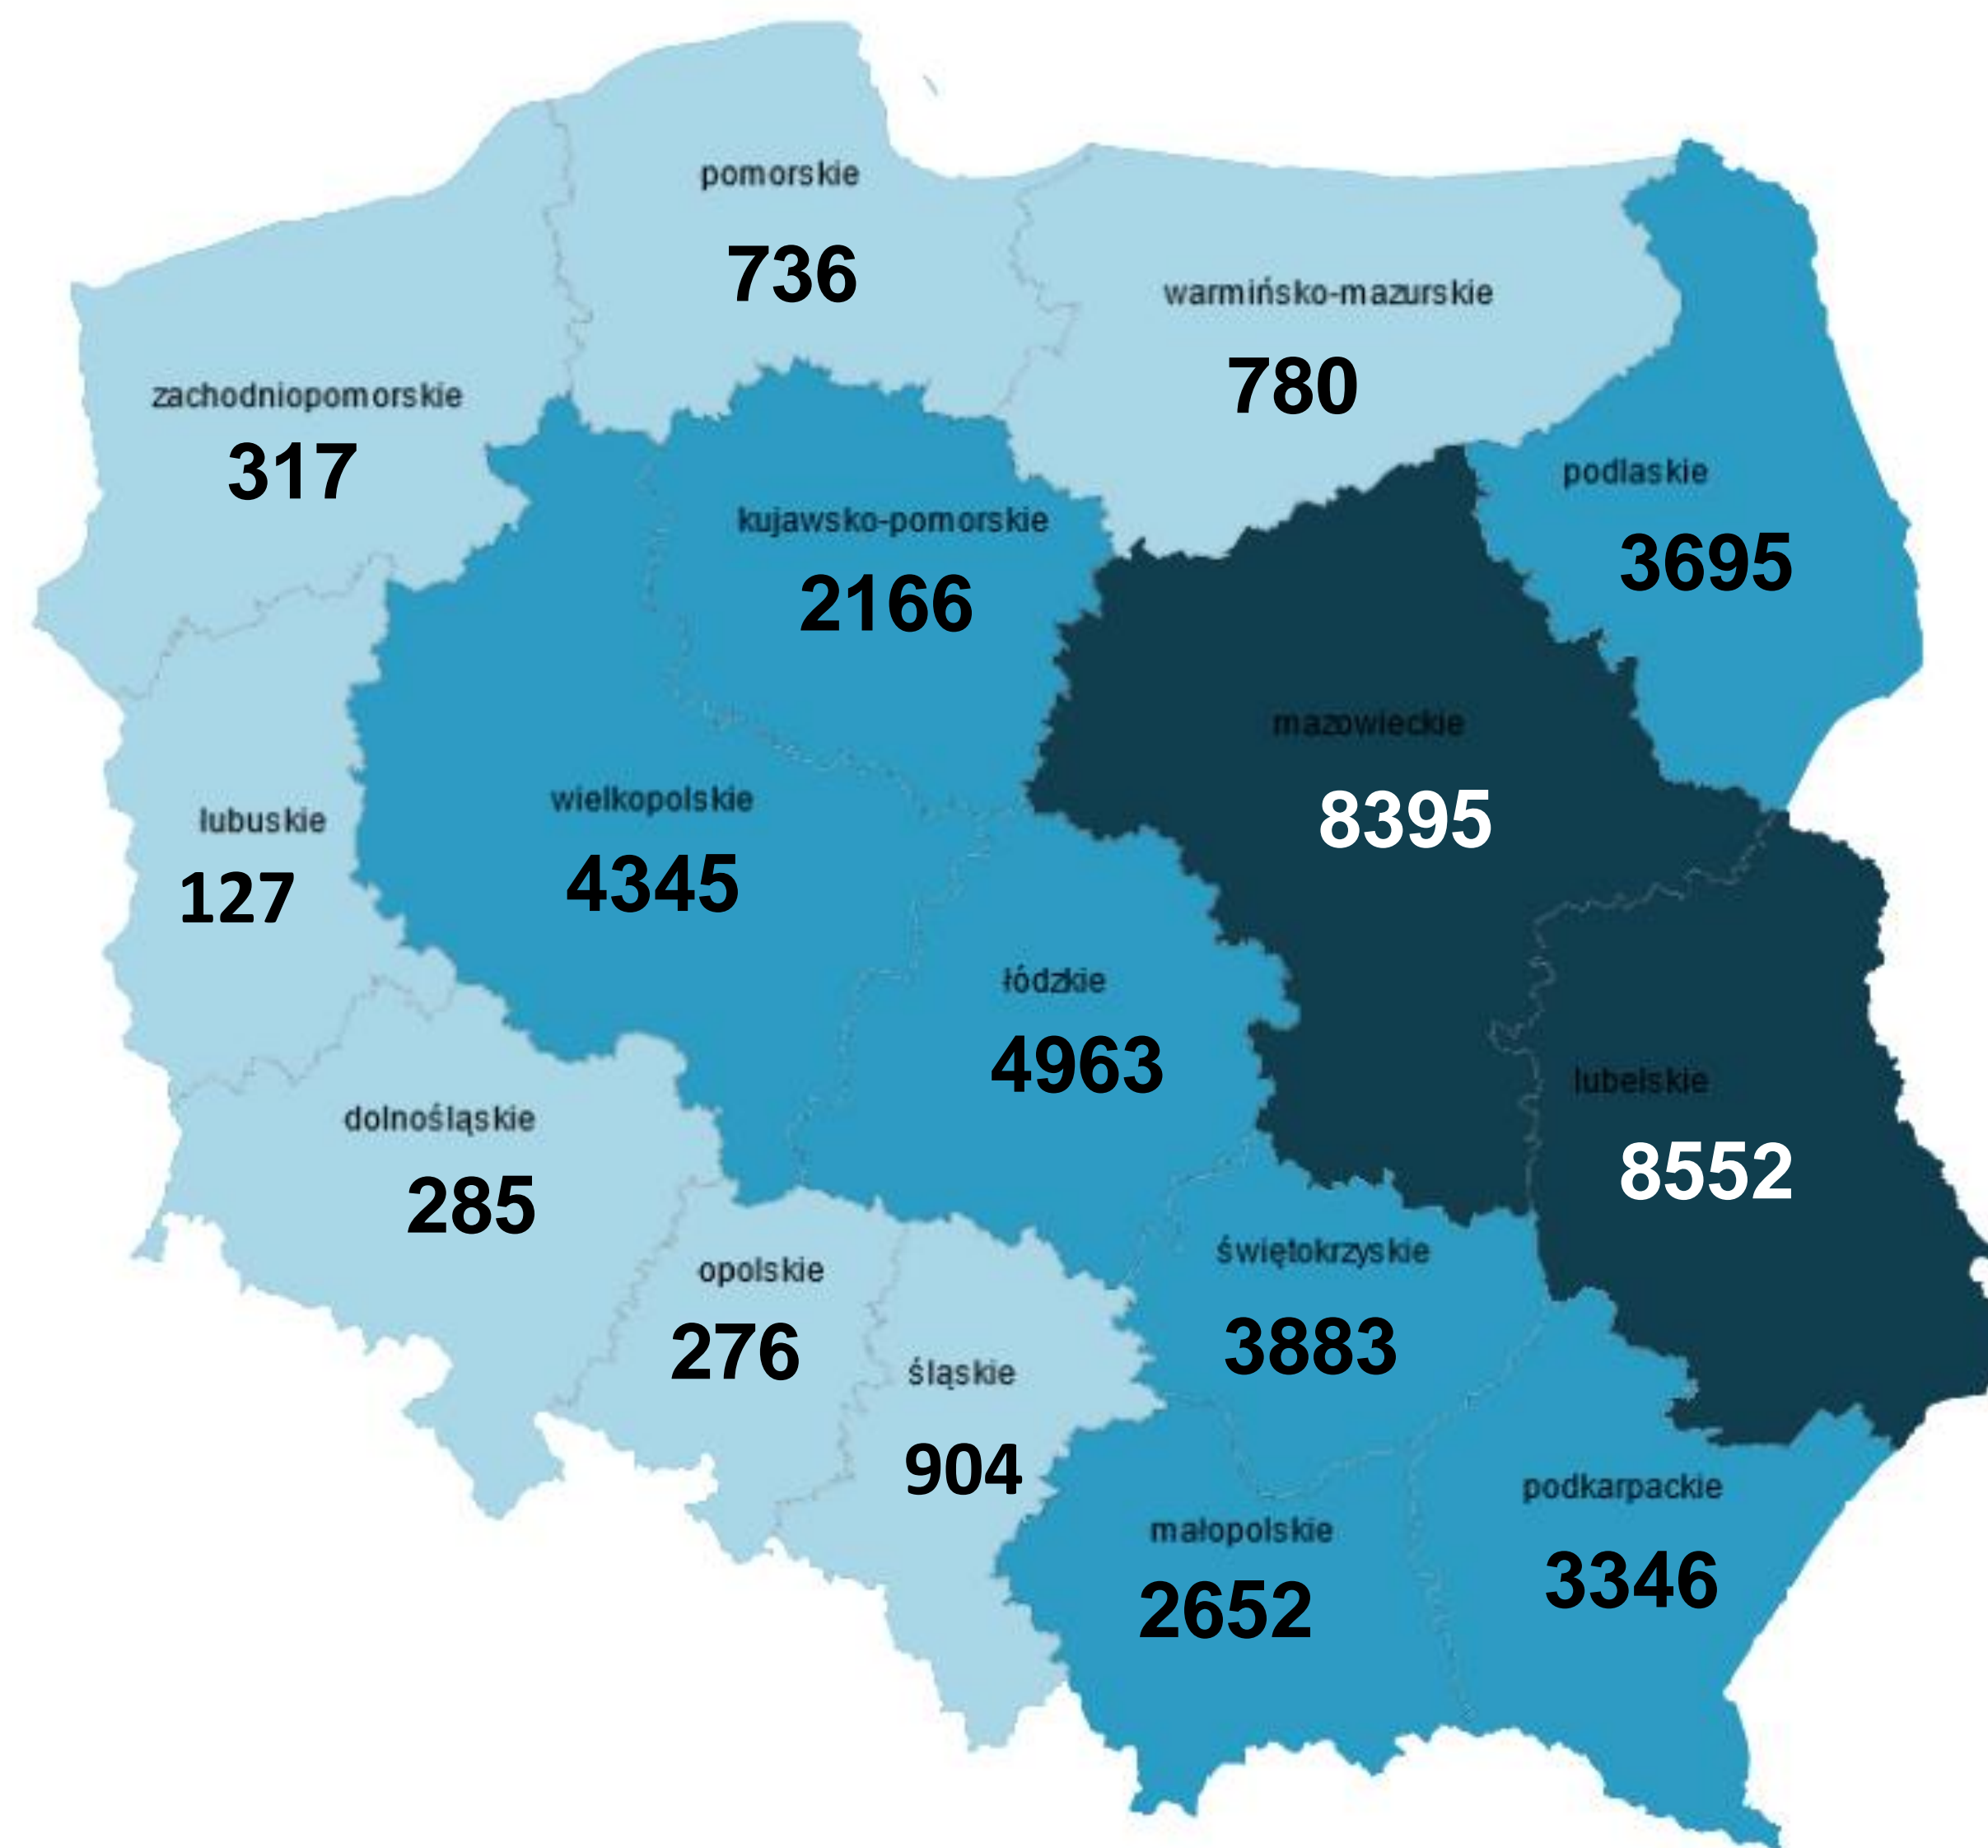 pomorskie
736
warmińsko-mazurskie
780
zachodniopomorskie
317
podlaskie
3695
kujawsko-pomorskie
2166
mazowieckie
8395
wielkopolskie
4345
lubuskie
127
łódzkie
4963
lubelskie
8552
dolnośląskie
285
świętokrzyskie
3883
opolskie
276
śląskie
904
podkarpackie
3346
małopolskie
2652